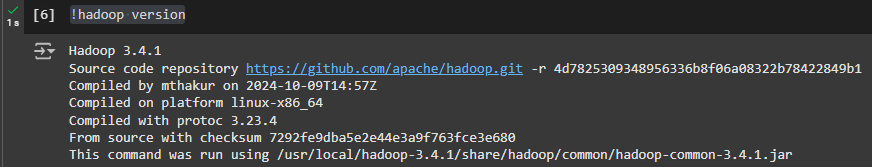 [6] !hadoop version
1s
Hadoop 3.4.1
Source code repository https://github.com/apache/hadoop.git -r 4d7825309348956336b8f06a08322b78422849b1
Compiled by mthakur on 2024-10-09T14:57Z
Compiled on platform linux-x86_64
Compiled with protoc 3.23.4
From source with checksum 7292fe9dba5e2e44e3a9f763fce3e680
This command was run using /usr/local/hadoop-3.4.1/share/hadoop/common/hadoop-common-3.4.1.jar